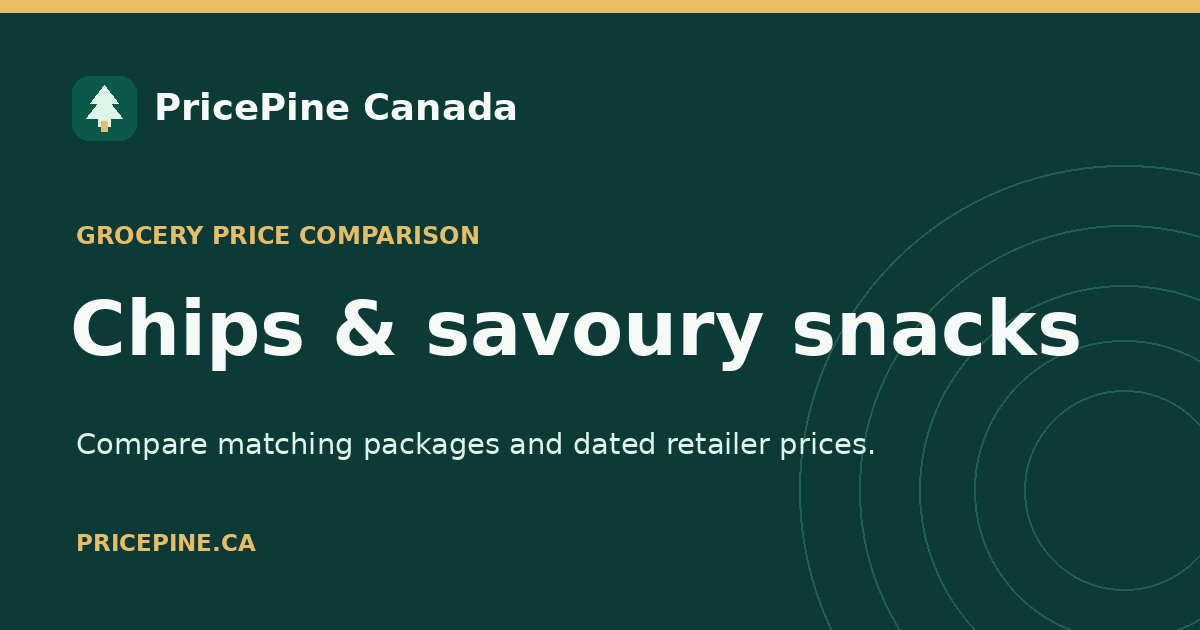 PricePine Canada
GROCERY PRICE COMPARISON
Chips & savoury snacks
Compare matching packages and dated retailer prices.
PRICEPINE.CA